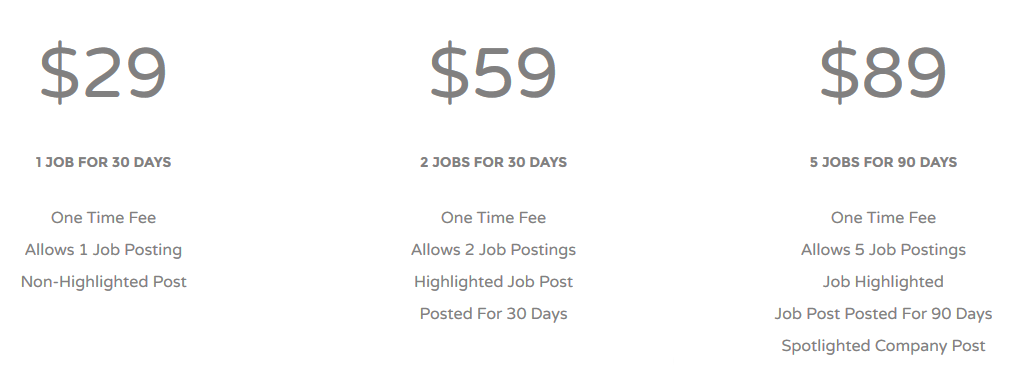 $29
1 JOB FOR 30 DAYS
One Time Fee
Allows 1 Job Posting
Non-Highlighted Post
$59
2 JOBS FOR 30 DAYS
One Time Fee
Allows 2 Job Postings
Highlighted Job Post
Posted For 30 Days
$89
5 JOBS FOR 90 DAYS
One Time Fee
Allows 5 Job Postings
Job Highlighted
Job Post Posted For 90 Days
Spotlighted Company Post